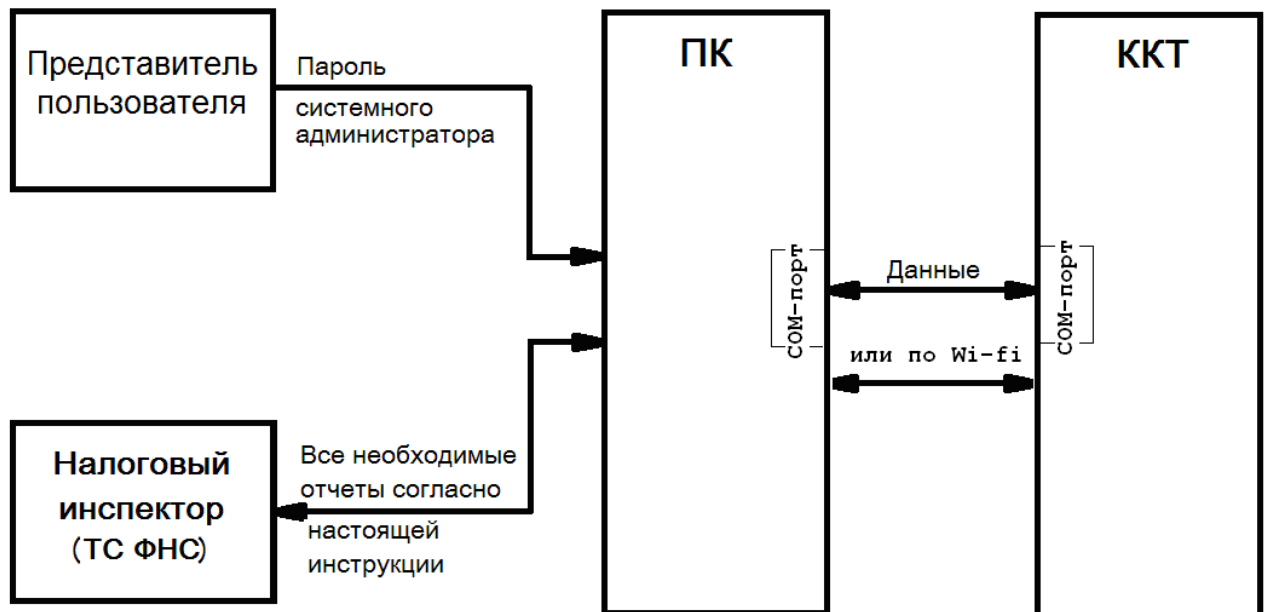 Представитель
пользователя
Пароль
системного
администратора
ПК
ККТ
COM-порт
Данные
COM-порт
или по Wi-fi
Налоговый
инспектор
(ТС ФНС)
Все необходимые
отчеты согласно
настоящей
инструкции